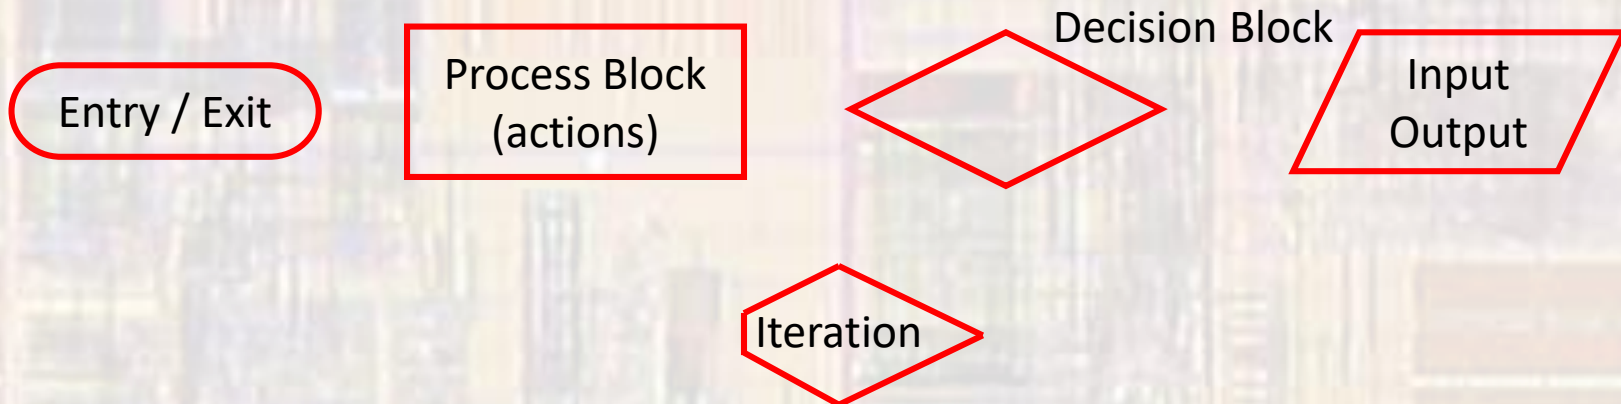 Entry / Exit
Process Block
(actions)
Decision Block
Input
Output
Iteration